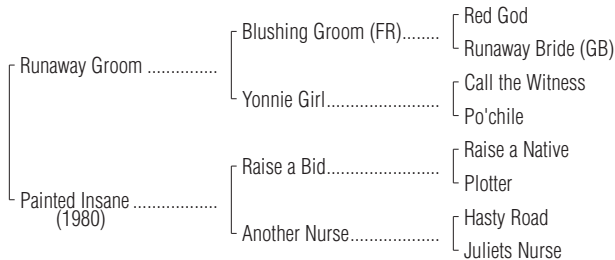 Red God
Blushing Groom (FR)........
Runaway Bride (GB)
Runaway Groom ...............
Call the Witness
Yonnie Girl........................
Po'chile
Raise a Native
Raise a Bid........................
Plotter
Painted Insane ..................
(1980)
Hasty Road
Another Nurse...................
Juliets Nurse